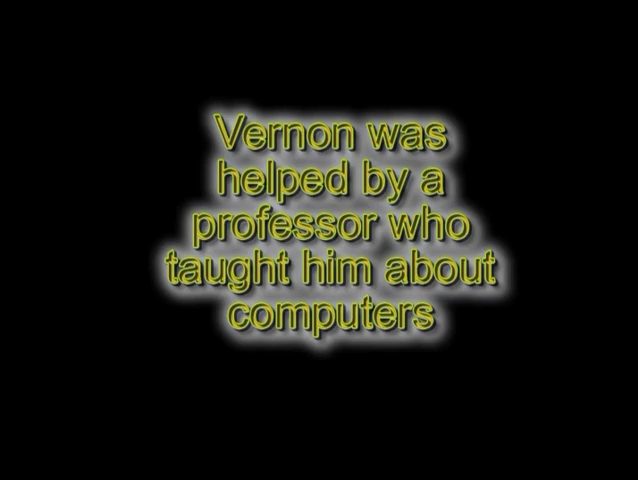 Vernon was
helped by a
professor who
taught him about
computers